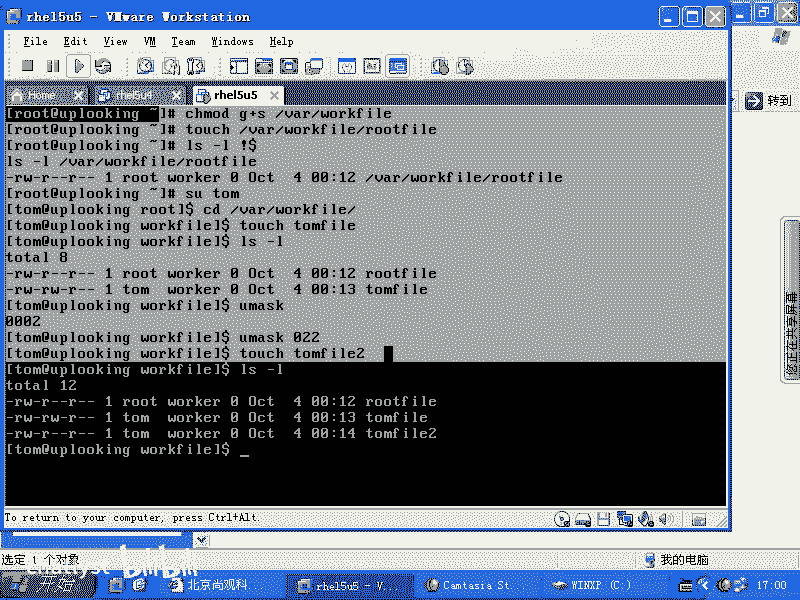 rhel5u5 - VMware Workstation
File Edit View VM Team Windows Help
Home rhel5u4 rhel5u5
转到
[root@uplooking ~]# chmod g+s /var/workfile
[root@uplooking ~]# touch /var/workfile/rootfile
[root@uplooking ~]# ls -l !$
ls -l /var/workfile/rootfile
-rw-r--r-- 1 root worker 0 Oct  4 00:12 /var/workfile/rootfile
[root@uplooking ~]# su tom
[tom@uplooking root]$ cd /var/workfile/
[tom@uplooking workfile]$ touch tomfile
[tom@uplooking workfile]$ ls -l
total 8
-rw-r--r-- 1 root worker 0 Oct  4 00:12 rootfile
-rw-r--r-- 1 tom  worker 0 Oct  4 00:13 tomfile
[tom@uplooking workfile]$ umask
0002
[tom@uplooking workfile]$ umask 022
[tom@uplooking workfile]$ touch tomfile2
[tom@uplooking workfile]$ ls -l
total 12
-rw-r--r-- 1 root worker 0 Oct  4 00:12 rootfile
-rw-r--r-- 1 tom  worker 0 Oct  4 00:13 tomfile
-rw-r--r-- 1 tom  worker 0 Oct  4 00:14 tomfile2
[tom@uplooking workfile]$ _
您正在共享屏幕
To return to your computer, press Ctrl+Alt.
选定 1 个对象
我的电脑
bilibili
开始
北京尚观科
rhel5u5 - V...
Camtasia St
WINXP (C:)
17:00